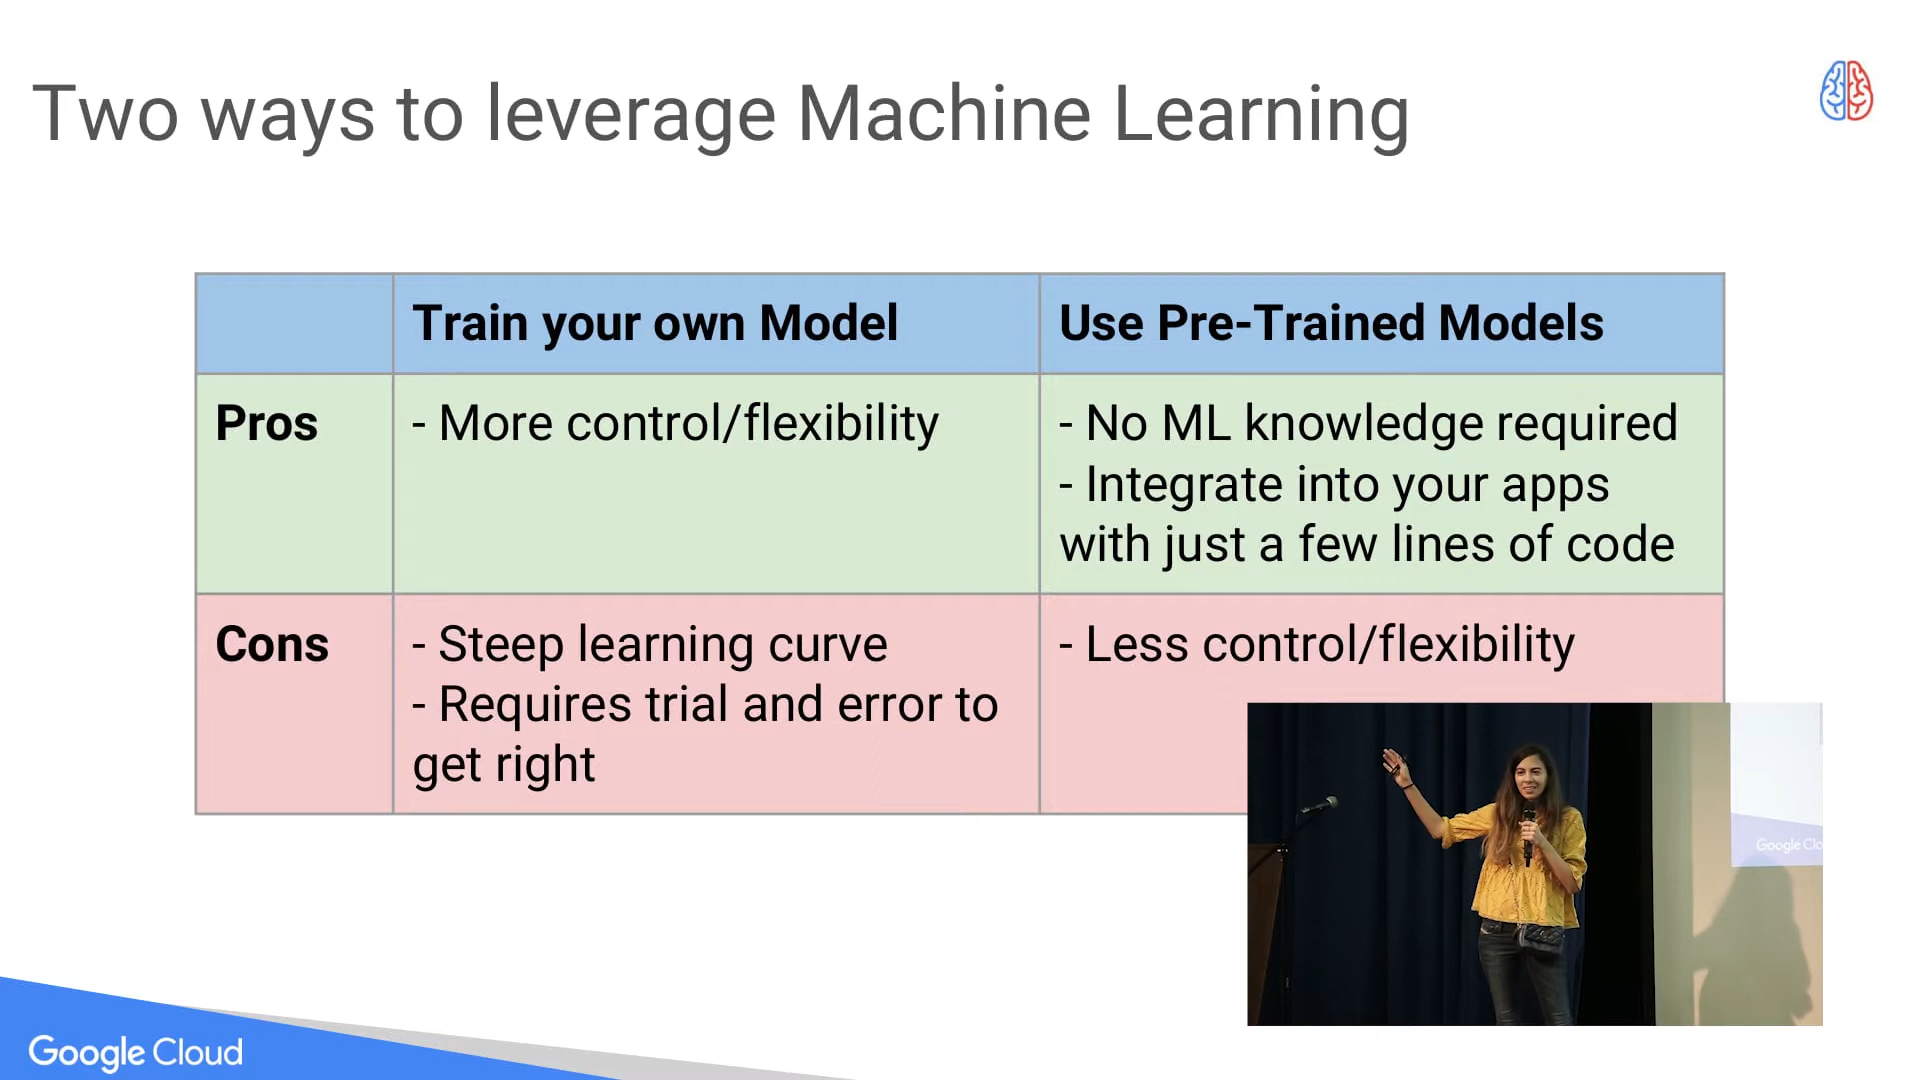 Two ways to leverage Machine Learning
Train your own Model
Use Pre-Trained Models
Pros
- More control/flexibility
- No ML knowledge required
- Integrate into your apps
with just a few lines of code
Cons
- Steep learning curve
- Requires trial and error to
get right
- Less control/flexibility
Google Clo
Google Cloud